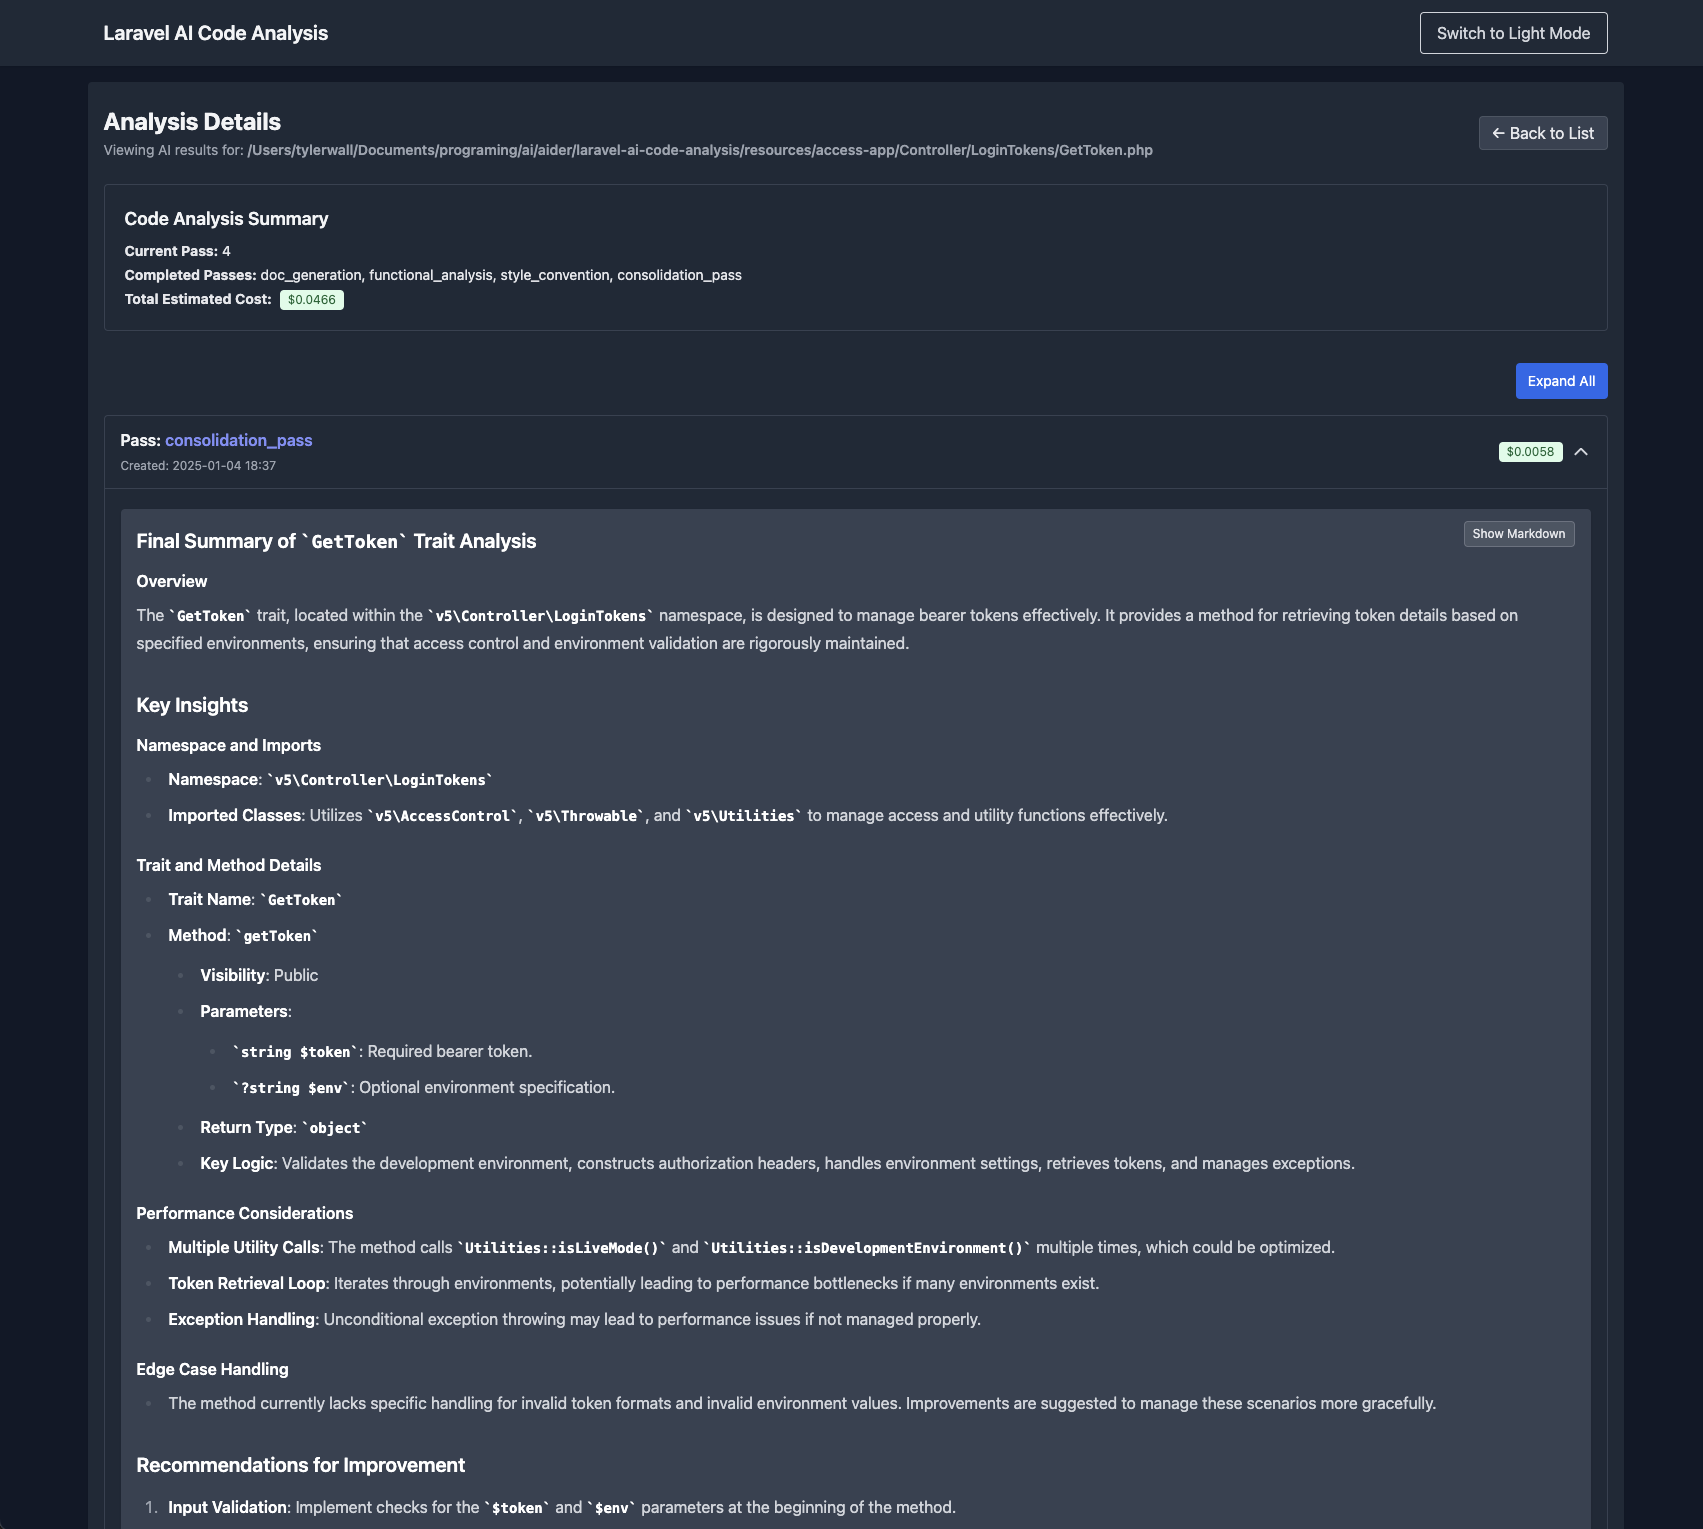 Laravel AI Code Analysis
Switch to Light Mode
Analysis Details
← Back to List
Viewing AI results for: /Users/tylerwall/Documents/programing/ai/aider/laravel-ai-code-analysis/resources/access-app/Controller/LoginTokens/GetToken.php
Code Analysis Summary
Current Pass: 4
Completed Passes: doc_generation, functional_analysis, style_convention, consolidation_pass
Total Estimated Cost: $0.0466
Expand All
Pass: consolidation_pass
Created: 2025-01-04 18:37
$0.0058
Final Summary of `GetToken` Trait Analysis
Show Markdown
Overview
The `GetToken` trait, located within the `v5\Controller\LoginTokens` namespace, is designed to manage bearer tokens effectively. It provides a method for retrieving token details based on
specified environments, ensuring that access control and environment validation are rigorously maintained.
Key Insights
Namespace and Imports
Namespace: `v5\Controller\LoginTokens`
Imported Classes: Utilizes `v5\AccessControl`, `v5\Throwable`, and `v5\Utilities` to manage access and utility functions effectively.
Trait and Method Details
Trait Name: `GetToken`
Method: `getToken`
Visibility: Public
Parameters:
`string $token`: Required bearer token.
`?string $env`: Optional environment specification.
Return Type: `object`
Key Logic: Validates the development environment, constructs authorization headers, handles environment settings, retrieves tokens, and manages exceptions.
Performance Considerations
Multiple Utility Calls: The method calls `Utilities::isLiveMode()` and `Utilities::isDevelopmentEnvironment()` multiple times, which could be optimized.
Token Retrieval Loop: Iterates through environments, potentially leading to performance bottlenecks if many environments exist.
Exception Handling: Unconditional exception throwing may lead to performance issues if not managed properly.
Edge Case Handling
The method currently lacks specific handling for invalid token formats and invalid environment values. Improvements are suggested to manage these scenarios more gracefully.
Recommendations for Improvement
1. Input Validation: Implement checks for the `$token` and `$env` parameters at the beginning of the method.